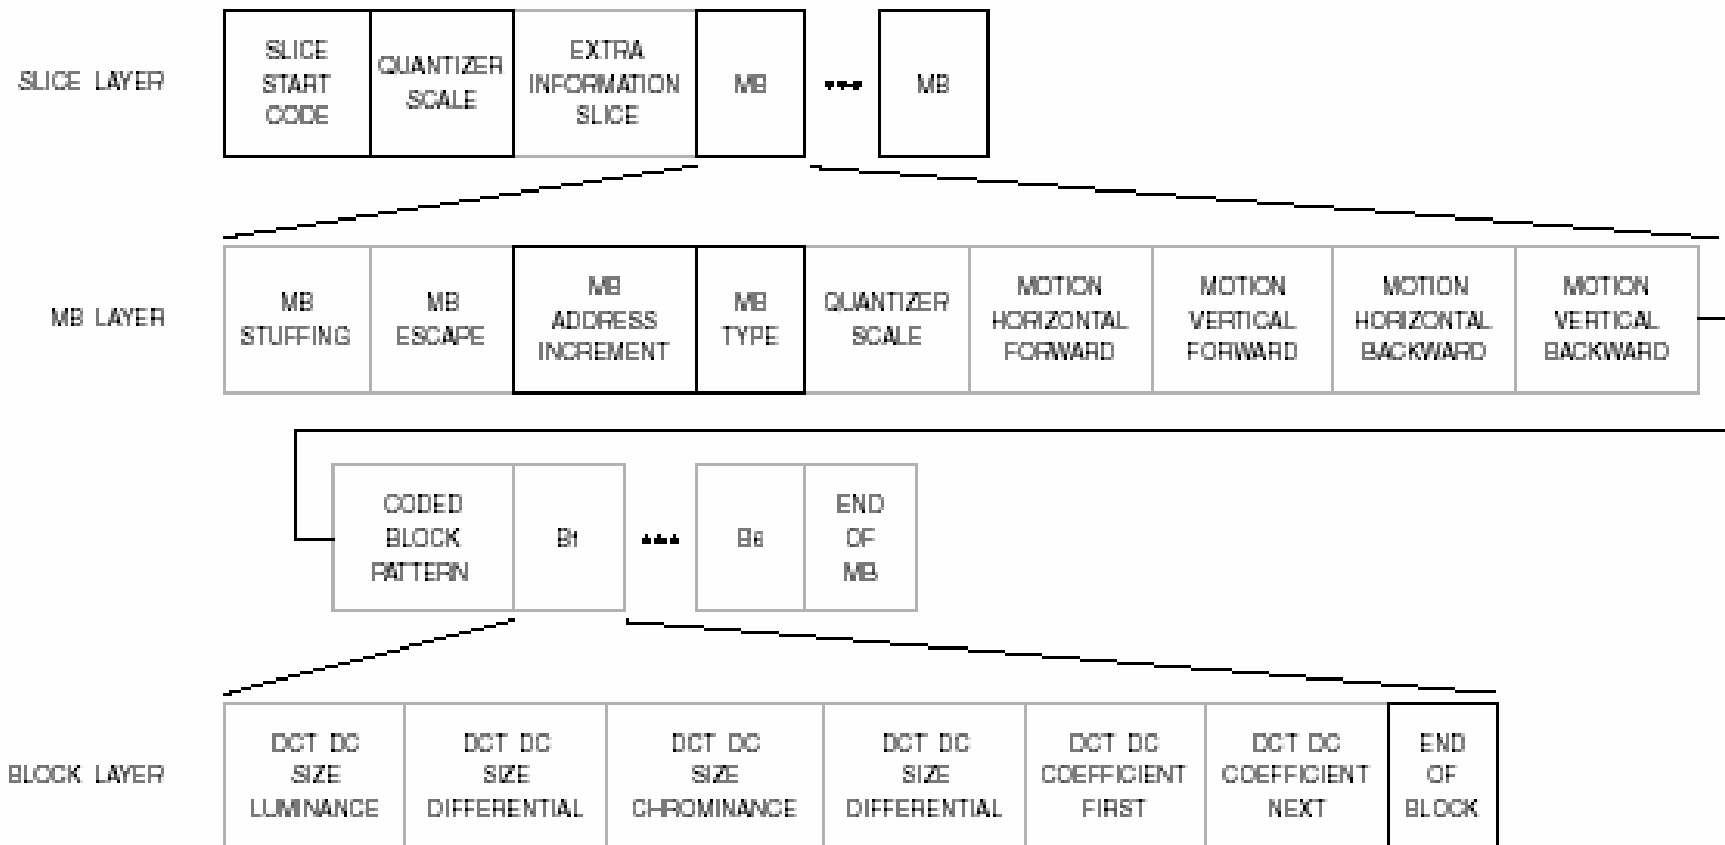 SLICE LAYER
SLICE
START
CODE
QUANTIZER
SCALE
EXTRA
INFORMATION
SLICE
MB
MB
MB LAYER
MB
STUFFING
MB
ESCAPE
MB
ADDRESS
INCREMENT
MB
TYPE
QUANTIZER
SCALE
MOTION
HORIZONTAL
FORWARD
MOTION
VERTICAL
FORWARD
MOTION
HORIZONTAL
BACKWARD
MOTION
VERTICAL
BACKWARD
CODED
BLOCK
PATTERN
B1
B6
END
OF
MB
BLOCK LAYER
DCT DC
SIZE
LUMINANCE
DCT DC
SIZE
DIFFERENTIAL
DCT DC
SIZE
CHROMINANCE
DCT DC
SIZE
DIFFERENTIAL
DCT DC
COEFFICIENT
FIRST
DCT DC
COEFFICIENT
NEXT
END
OF
BLOCK